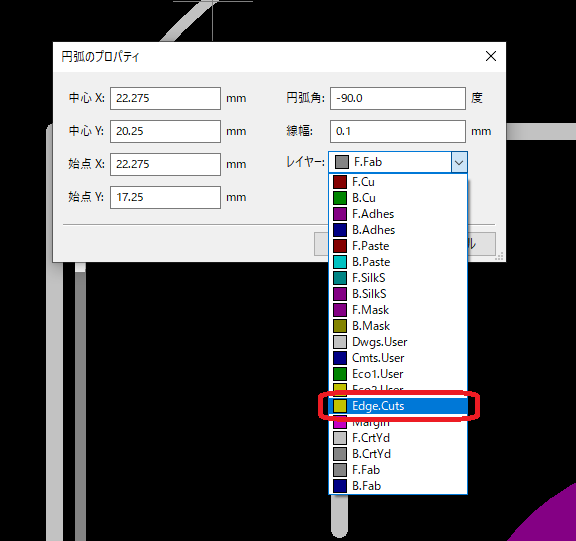 円弧のプロパティ
中心 X: 22.275 mm 円弧角: -90.0 度
中心 Y: 20.25 mm 線幅: 0.1 mm
始点 X: 22.275 mm レイヤー: F.Fab
始点 Y: 17.25 mm
F.Cu
B.Cu
F.Adhes
B.Adhes
F.Paste
B.Paste
F.SilkS
B.SilkS
F.Mask
B.Mask
Dwgs.User
Cmts.User
Eco1.User
Eco2.User
Edge.Cuts
Margin
F.CrtYd
B.CrtYd
F.Fab
B.Fab